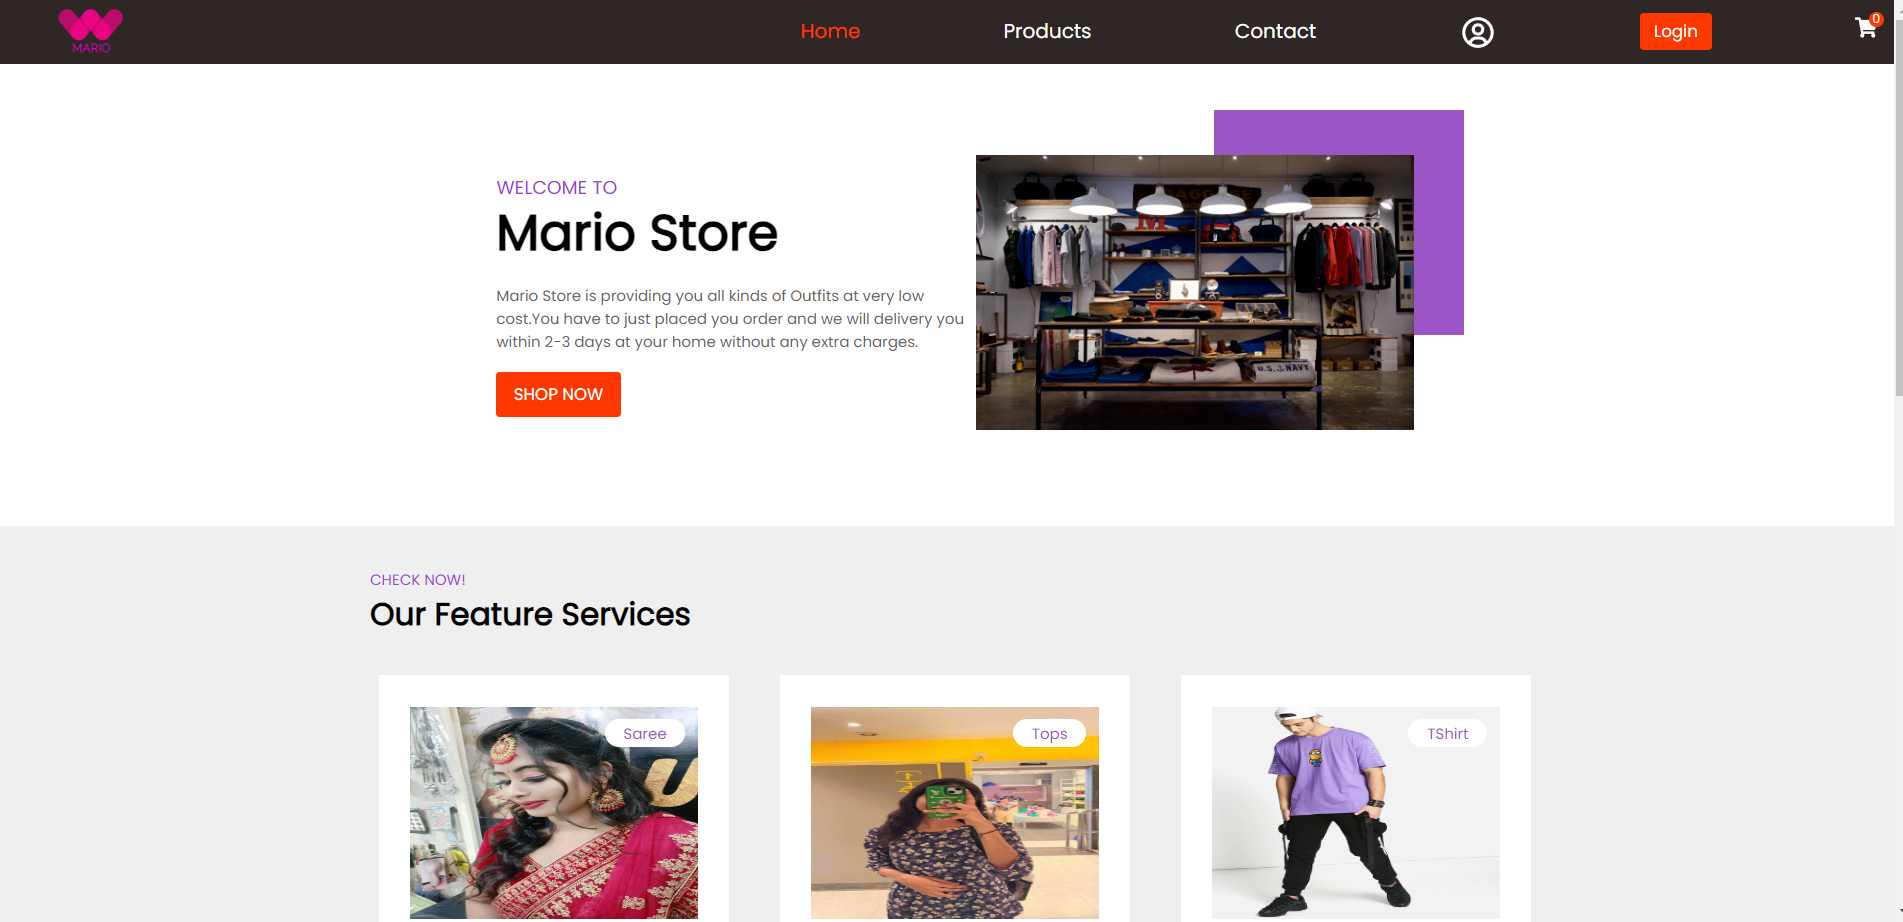 MARIO
Home
Products
Contact
Login
0
WELCOME TO
Mario Store
Mario Store is providing you all kinds of Outfits at very low
cost.You have to just placed you order and we will delivery you
within 2-3 days at your home without any extra charges.
SHOP NOW
M
U.S. NAVY
CHECK NOW!
Our Feature Services
Saree
Tops
TShirt